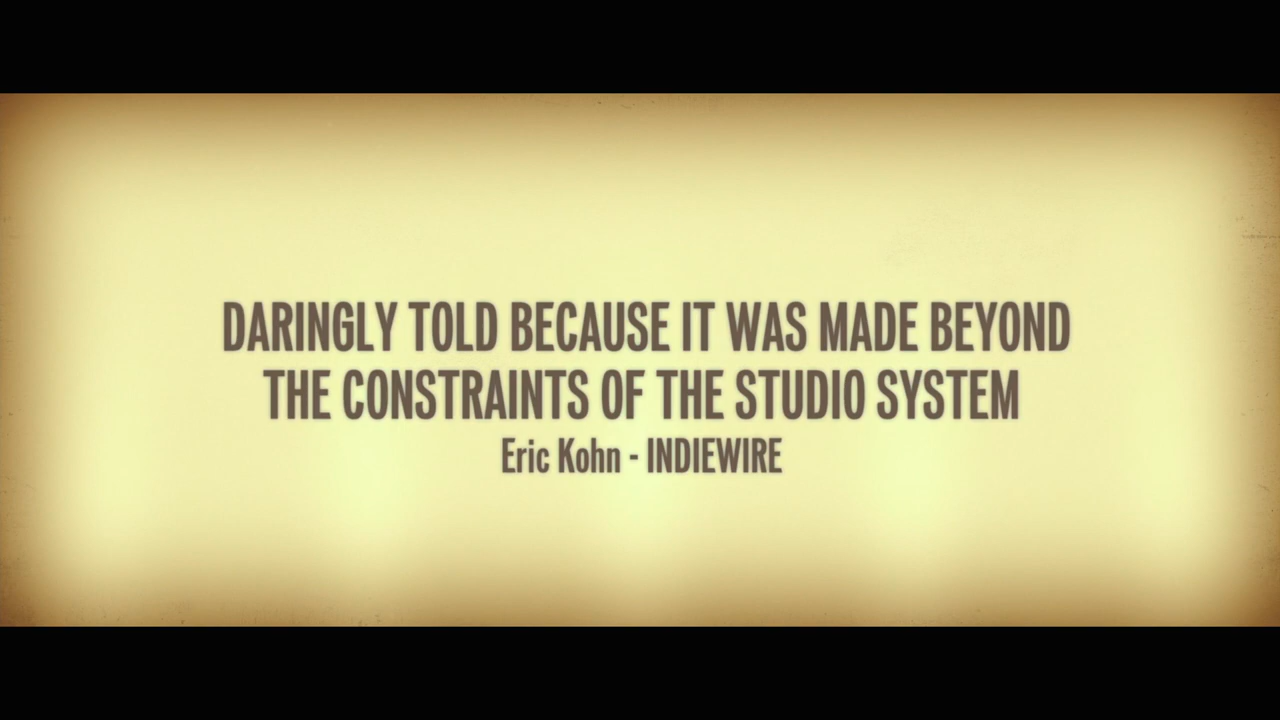 DARINGLY TOLD BECAUSE IT WAS MADE BEYOND
THE CONSTRAINTS OF THE STUDIO SYSTEM
Eric Kohn - INDIEWIRE